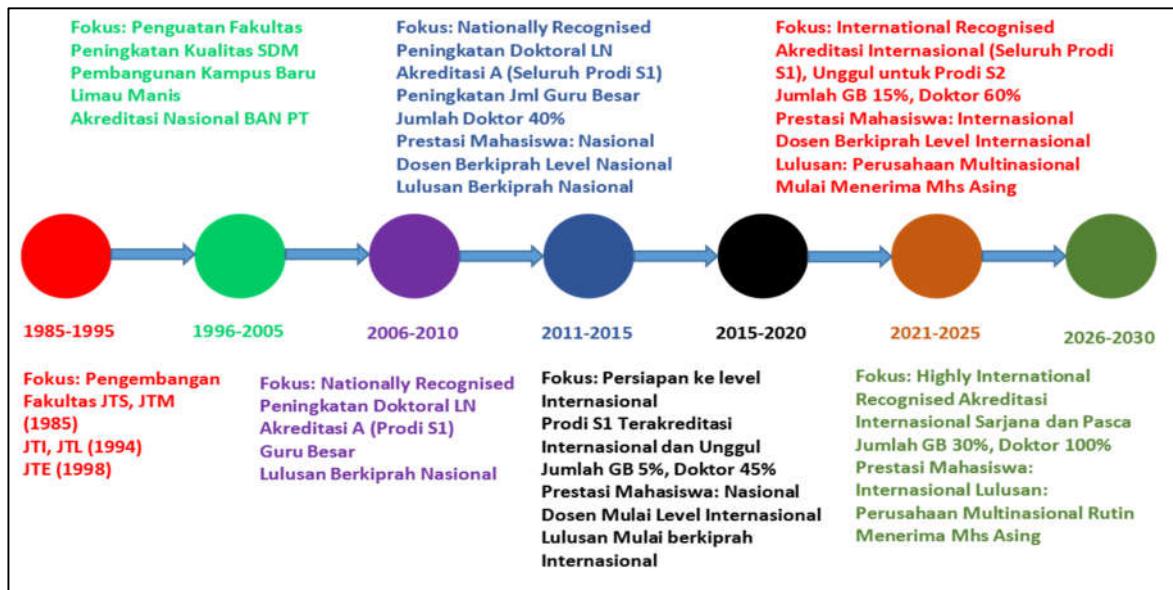 Fokus: Penguatan Fakultas
Peningkatan Kualitas SDM
Pembangunan Kampus Baru
Limau Manis
Akreditasi Nasional BAN PT
Fokus: Nationally Recognised
Peningkatan Doktoral LN
Akreditasi A (Seluruh Prodi S1)
Peningkatan Jml Guru Besar
Jumlah Doktor 40%
Prestasi Mahasiswa: Nasional
Dosen Berkiprah Level Nasional
Lulusan Berkiprah Nasional
Fokus: International Recognised
Akreditasi Internasional (Seluruh Prodi
S1), Unggul untuk Prodi S2
Jumlah GB 15%, Doktor 60%
Prestasi Mahasiswa: Internasional
Dosen Berkiprah Level Internasional
Lulusan: Perusahaan Multinasional
Mulai Menerima Mhs Asing
1985-1995
1996-2005
2006-2010
2011-2015
2015-2020
2021-2025
2026-2030
Fokus: Pengembangan
Fakultas JTS, JTM
(1985)
JTI, JTL (1994)
JTE (1998)
Fokus: Nationally Recognised
Peningkatan Doktoral LN
Akreditasi A (Prodi S1)
Guru Besar
Lulusan Berkiprah Nasional
Fokus: Persiapan ke level
Internasional
Prodi S1 Terakreditasi
Internasional dan Unggul
Jumlah GB 5%, Doktor 45%
Prestasi Mahasiswa: Nasional
Dosen Mulai Level Internasional
Lulusan Mulai berkiprah
Internasional
Fokus: Highly International
Recognised Akreditasi
Internasional Sarjana dan Pasca
Jumlah GB 30%, Doktor 100%
Prestasi Mahasiswa:
Internasional Lulusan:
Perusahaan Multinasional Rutin
Menerima Mhs Asing